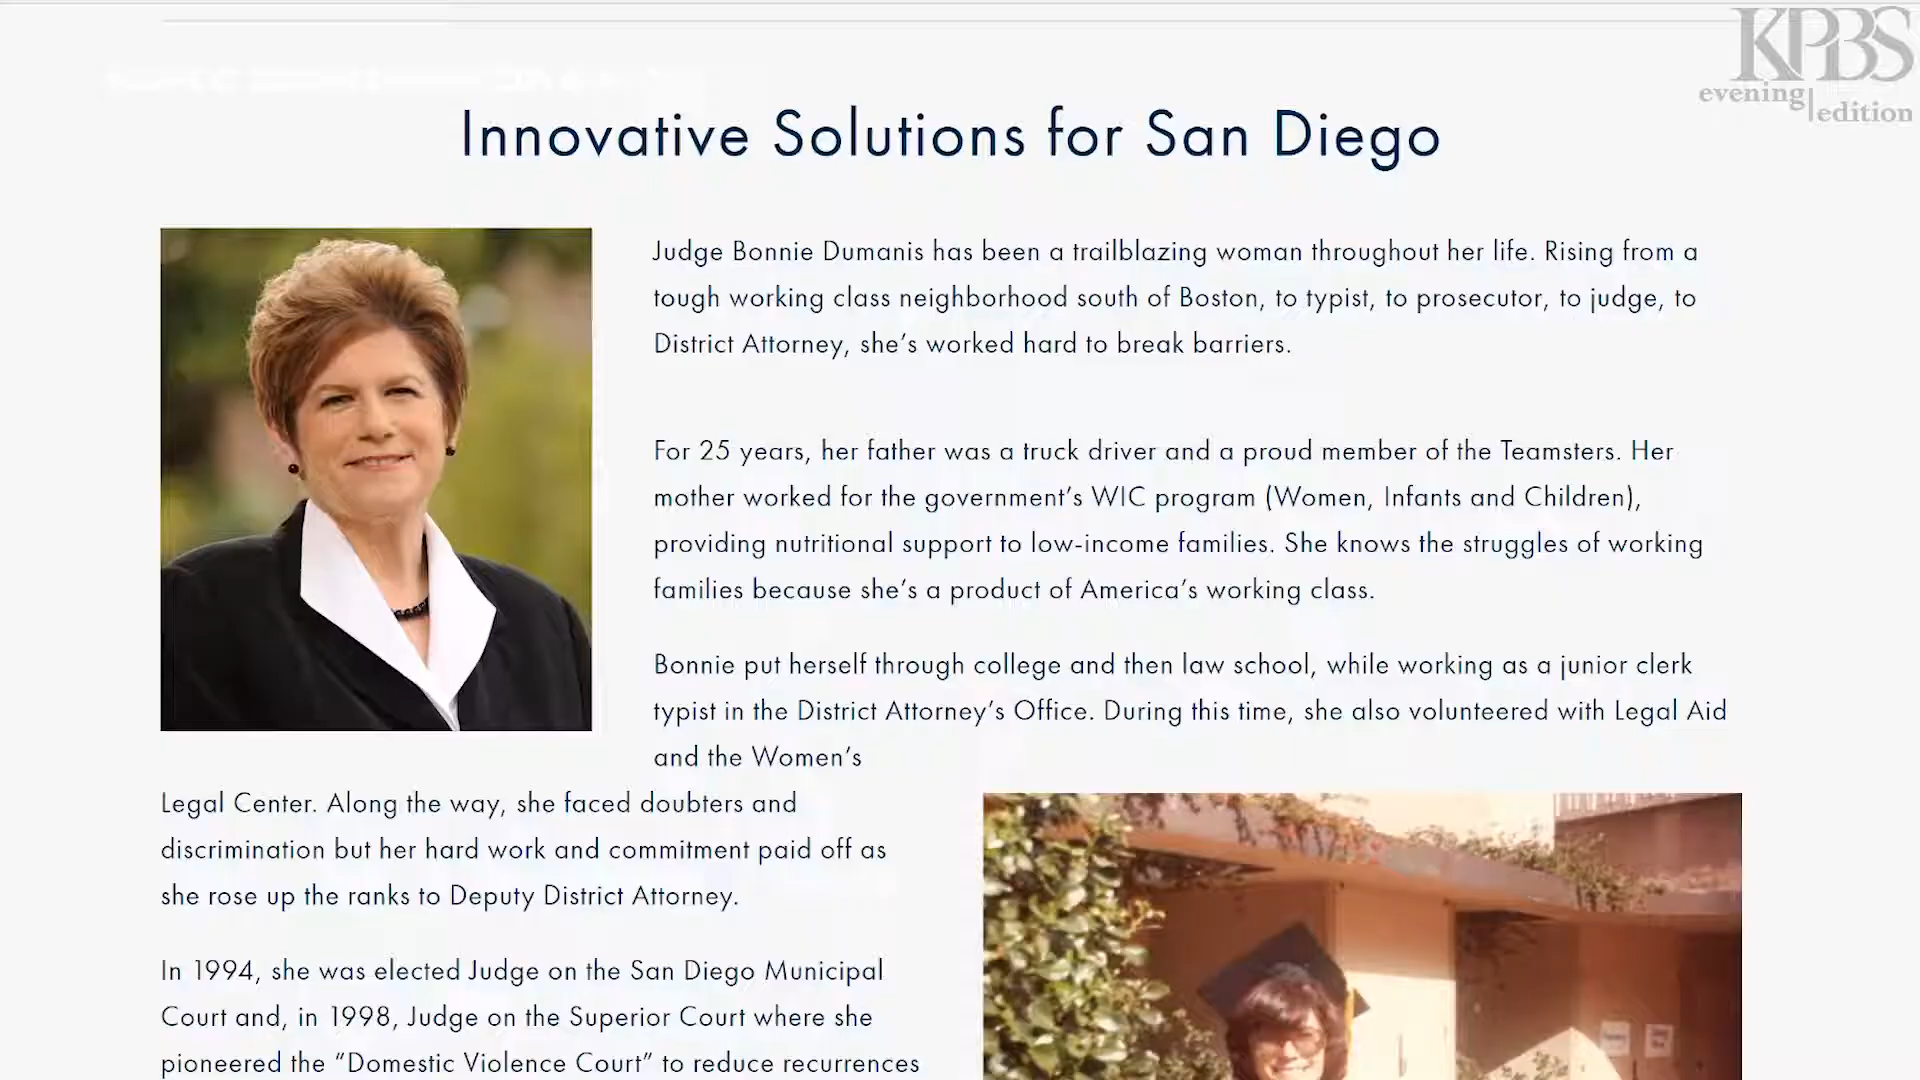 KPBS
evening edition
Innovative Solutions for San Diego
Judge Bonnie Dumanis has been a trailblazing woman throughout her life. Rising from a
tough working class neighborhood south of Boston, to typist, to prosecutor, to judge, to
District Attorney, she’s worked hard to break barriers.
For 25 years, her father was a truck driver and a proud member of the Teamsters. Her
mother worked for the government’s WIC program (Women, Infants and Children),
providing nutritional support to low-income families. She knows the struggles of working
families because she’s a product of America’s working class.
Bonnie put herself through college and then law school, while working as a junior clerk
typist in the District Attorney’s Office. During this time, she also volunteered with Legal Aid
and the Women’s
Legal Center. Along the way, she faced doubters and
discrimination but her hard work and commitment paid off as
she rose up the ranks to Deputy District Attorney.
In 1994, she was elected Judge on the San Diego Municipal
Court and, in 1998, Judge on the Superior Court where she
pioneered the “Domestic Violence Court” to reduce recurrences